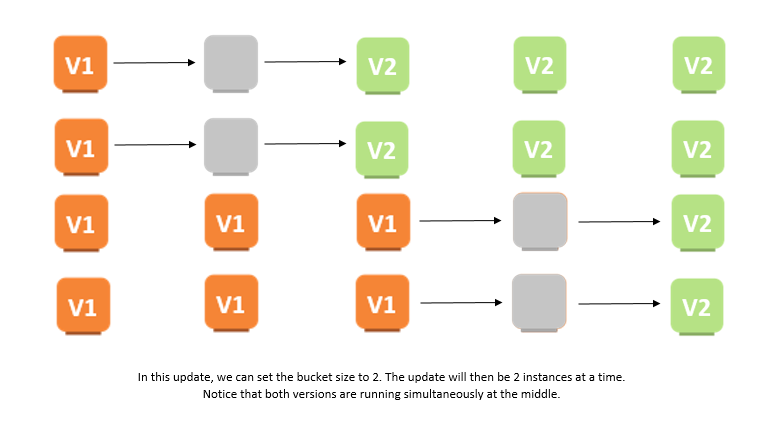 V1 V2 V2 V2
V1 V2 V2 V2
V1 V1 V1 V2
V1 V1 V1 V2
In this update, we can set the bucket size to 2. The update will then be 2 instances at a time.
Notice that both versions are running simultaneously at the middle.